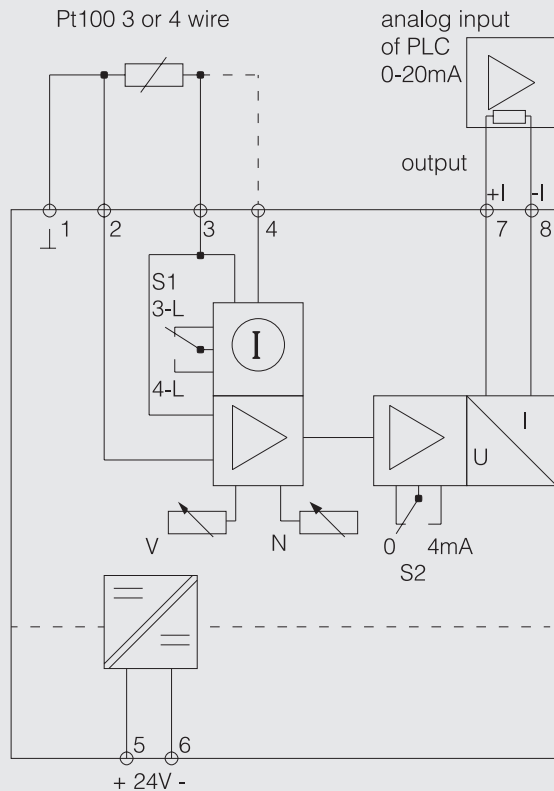 Pt100 3 or 4 wire
analog input
of PLC
0-20mA
output
+I -I
1 2 3 4 7 8
S1
3-L
I
4-L
I
U
V N
0 4mA
S2
5 6
+ 24V -